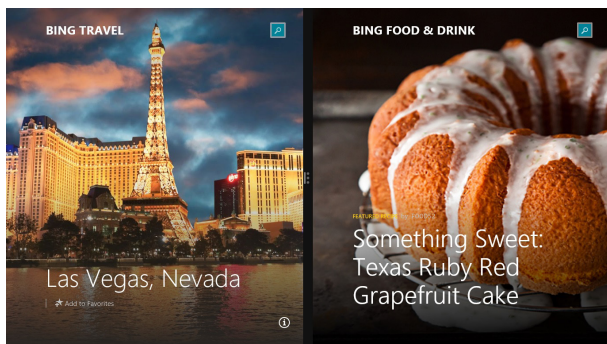 BING TRAVEL
Las Vegas, Nevada
Add to Favorites
BING FOOD & DRINK
Something Sweet:
Texas Ruby Red
Grapefruit Cake